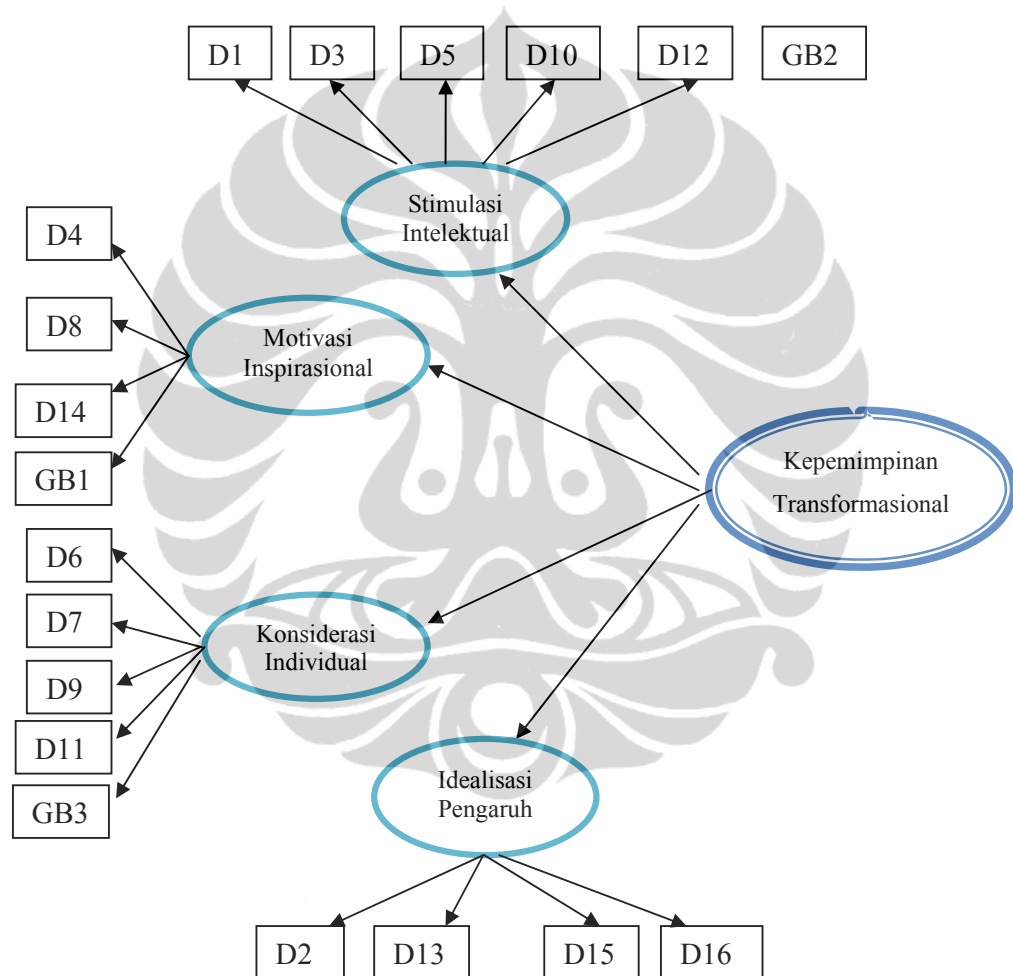 D1
D3
D5
D10
D12
GB2
Stimulasi
Intelektual
D4
D8
D14
GB1
Motivasi
Inspirasional
Kepemimpinan
Transformasional
D6
D7
D9
D11
GB3
Konsiderasi
Individual
Idealisasi
Pengaruh
D2
D13
D15
D16